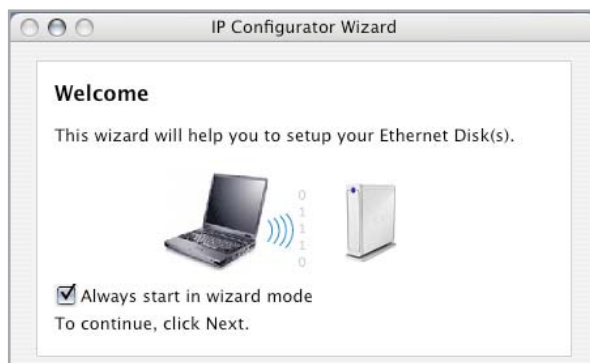 IP Configurator Wizard
Welcome
This wizard will help you to setup your Ethernet Disk(s).
0
1
1
1
0
Always start in wizard mode
To continue, click Next.